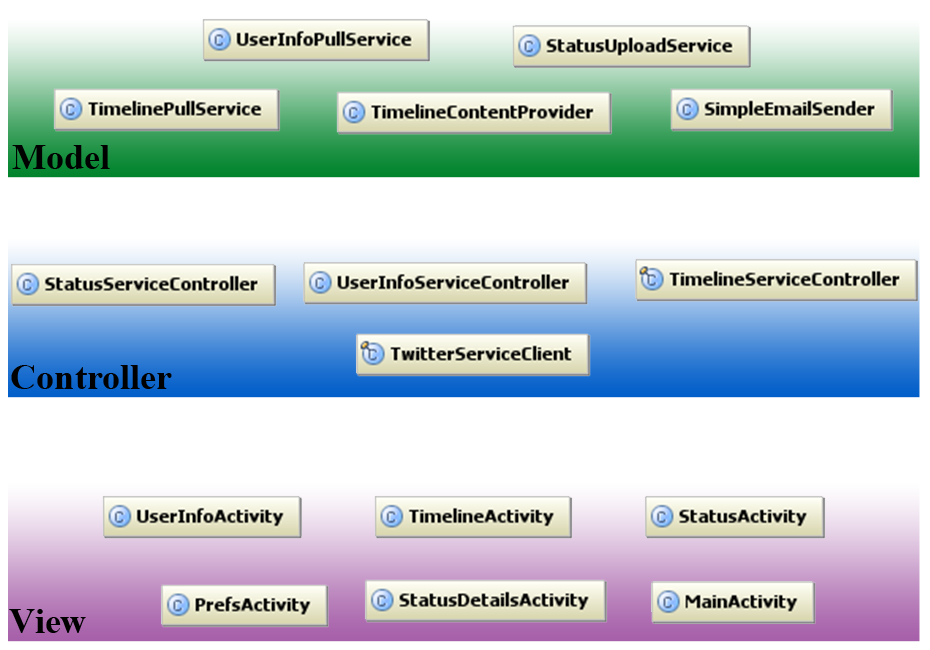 UserInfoPullService
StatusUploadService
TimelinePullService
TimelineContentProvider
SimpleEmailSender
Model
StatusServiceController
UserInfoServiceController
TimelineServiceController
TwitterServiceClient
Controller
UserInfoActivity
TimelineActivity
StatusActivity
PrefsActivity
StatusDetailsActivity
MainActivity
View